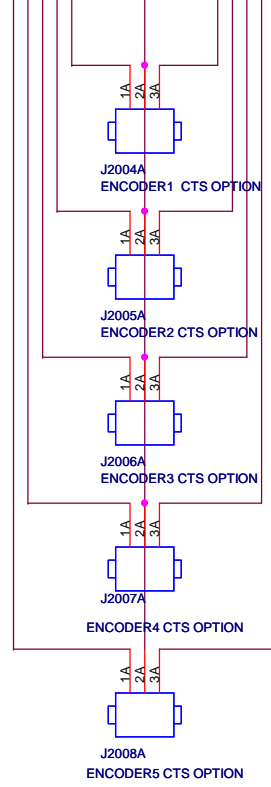 1A 2A 3A
J2004A
ENCODER1 CTS OPTION
1A 2A 3A
J2005A
ENCODER2 CTS OPTION
1A 2A 3A
J2006A
ENCODER3 CTS OPTION
1A 2A 3A
J2007A
ENCODER4 CTS OPTION
1A 2A 3A
J2008A
ENCODER5 CTS OPTION